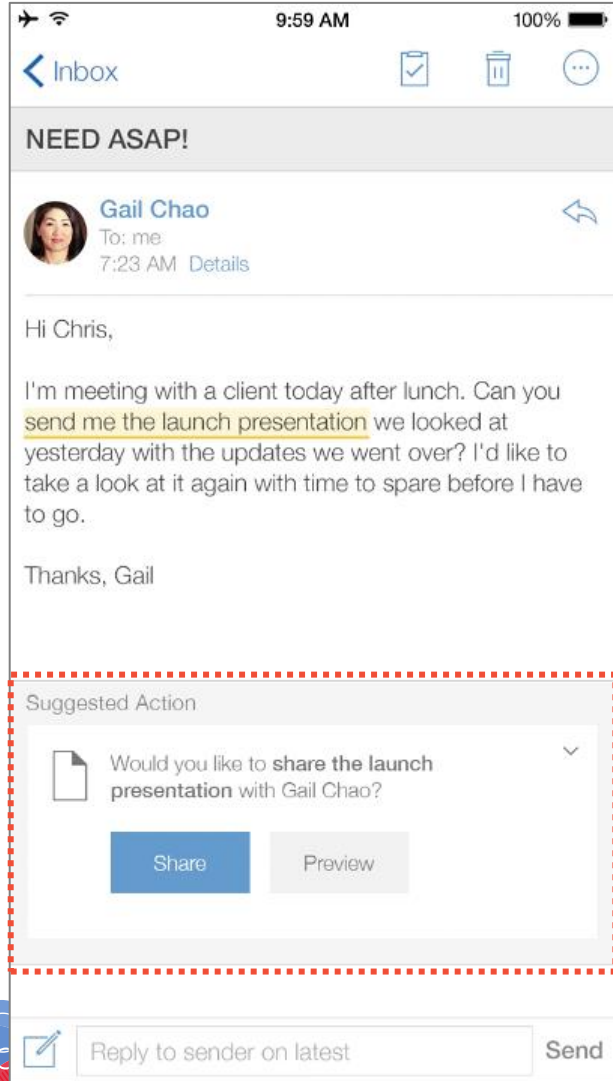 9:59 AM
100%
Inbox
NEED ASAP!
Gail Chao
To: me
7:23 AM Details
Hi Chris,
I'm meeting with a client today after lunch. Can you
send me the launch presentation we looked at
yesterday with the updates we went over? I'd like to
take a look at it again with time to spare before I have
to go.
Thanks, Gail
Suggested Action
Would you like to share the launch
presentation with Gail Chao?
Share
Preview
Reply to sender on latest
Send